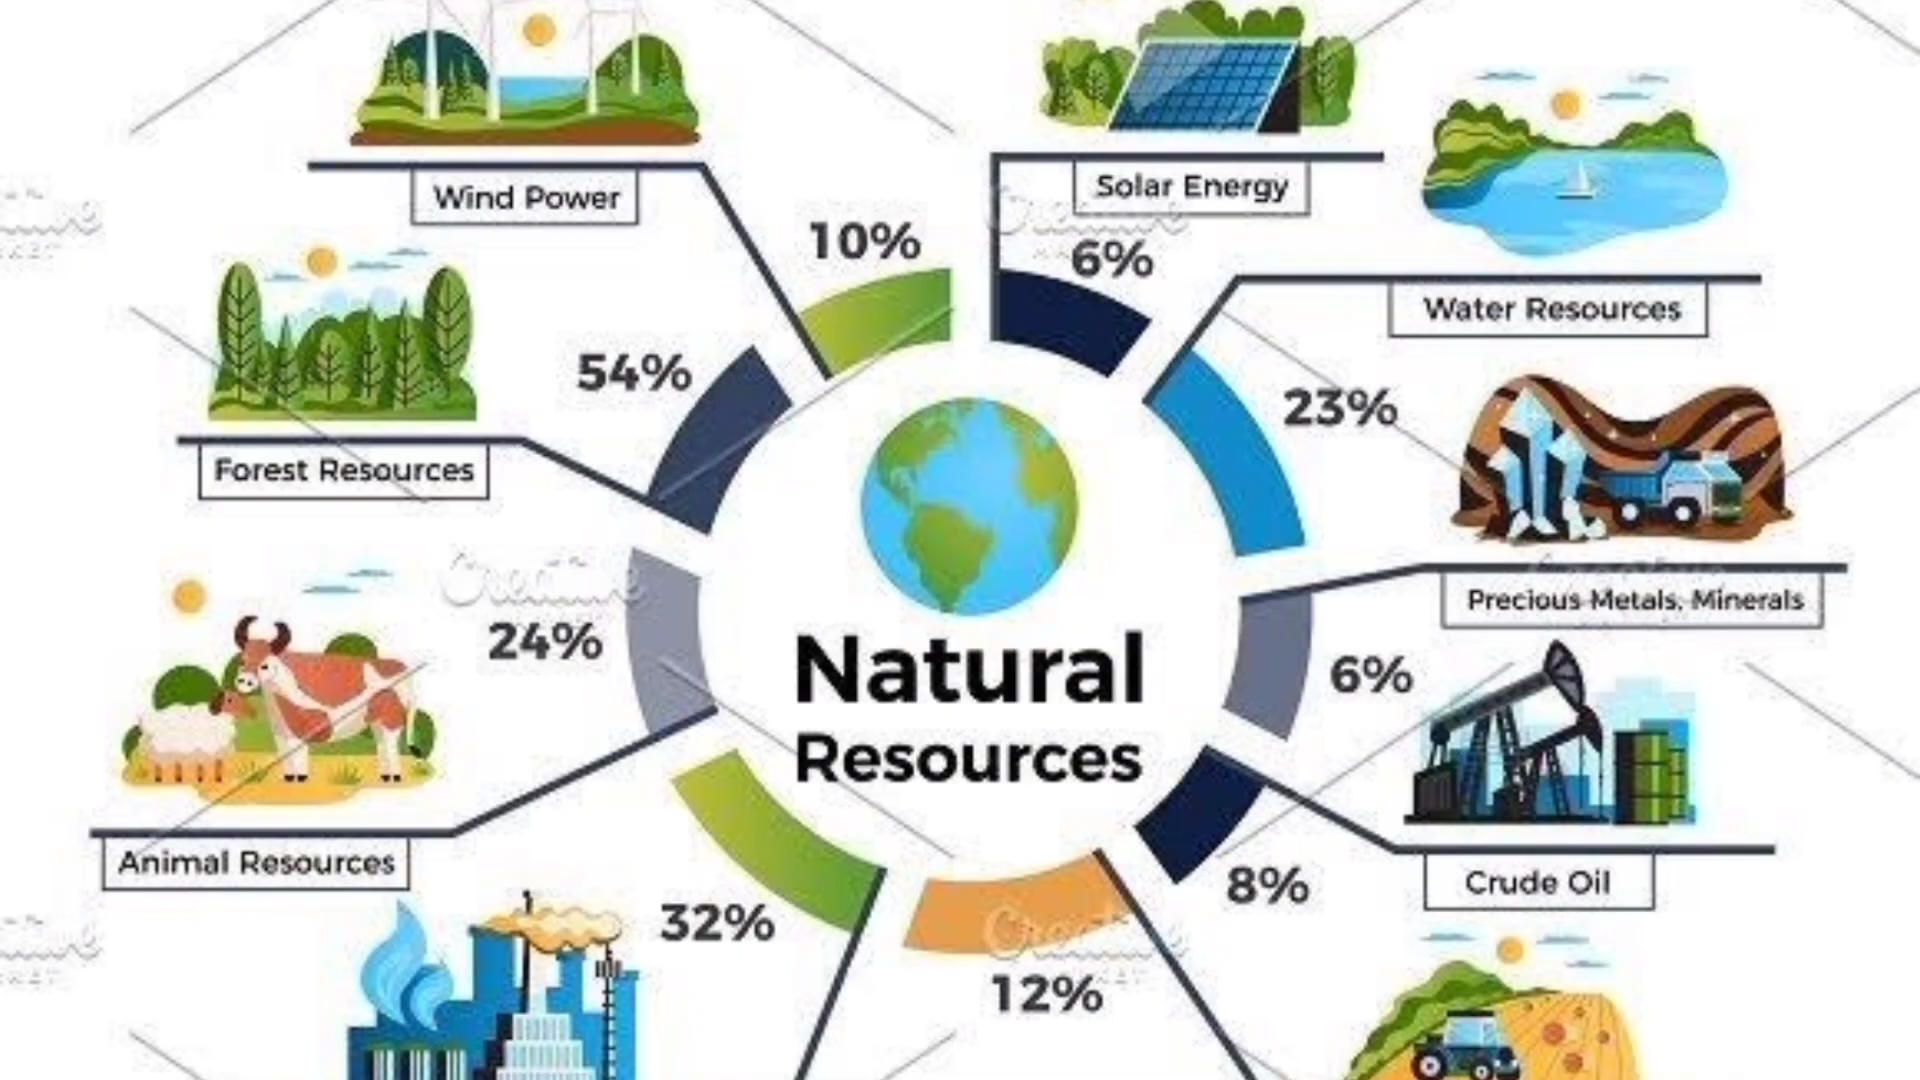 Wind Power
Solar Energy
10%
6%
Water Resources
54%
23%
Forest Resources
Precious Metals, Minerals
Creative
24%
6%
Natural
Resources
Animal Resources
Crude Oil
32%
8%
12%